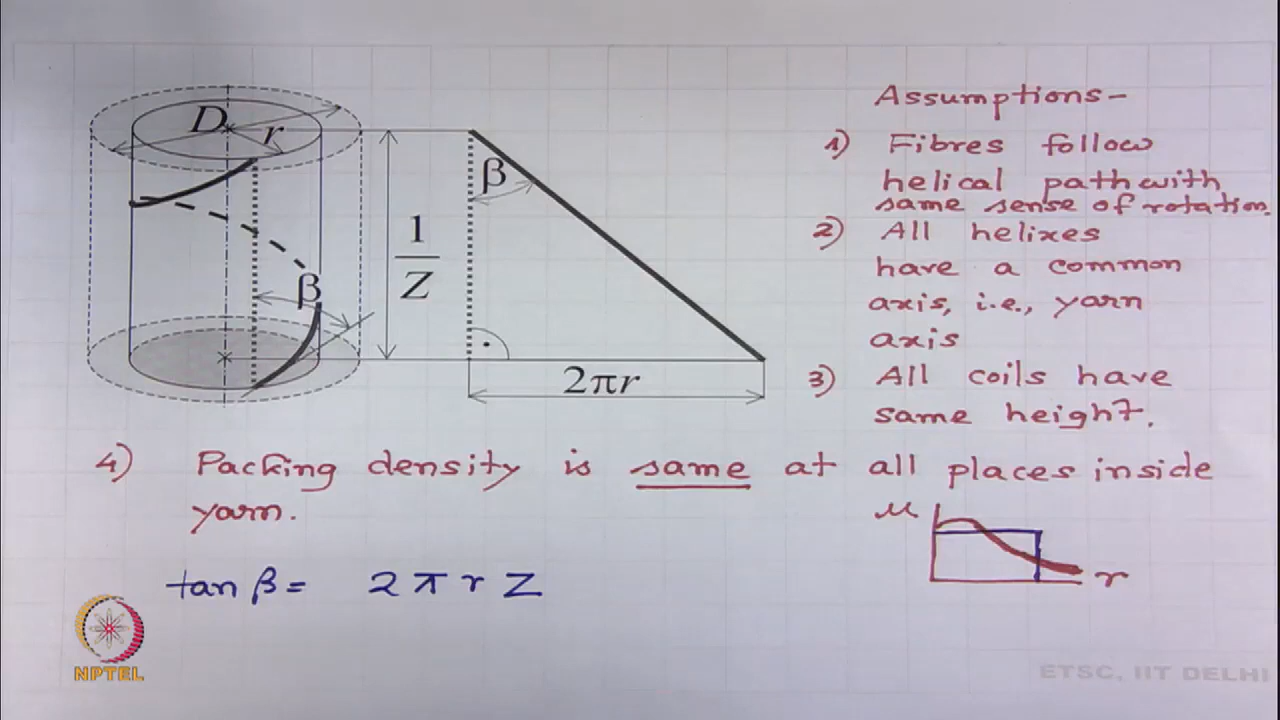 D
r
β
1
Z
β
2πr
Assumptions-
1) Fibres follow
helical path with
same sense of rotation.
2) All helixes
have a common
axis, i.e., yarn
axis
3) All coils have
same height.
4) Packing density is same at all places inside
yarn.
μ
r
tan β = 2 π r Z
NPTEL
ETSC, IIT DELHI